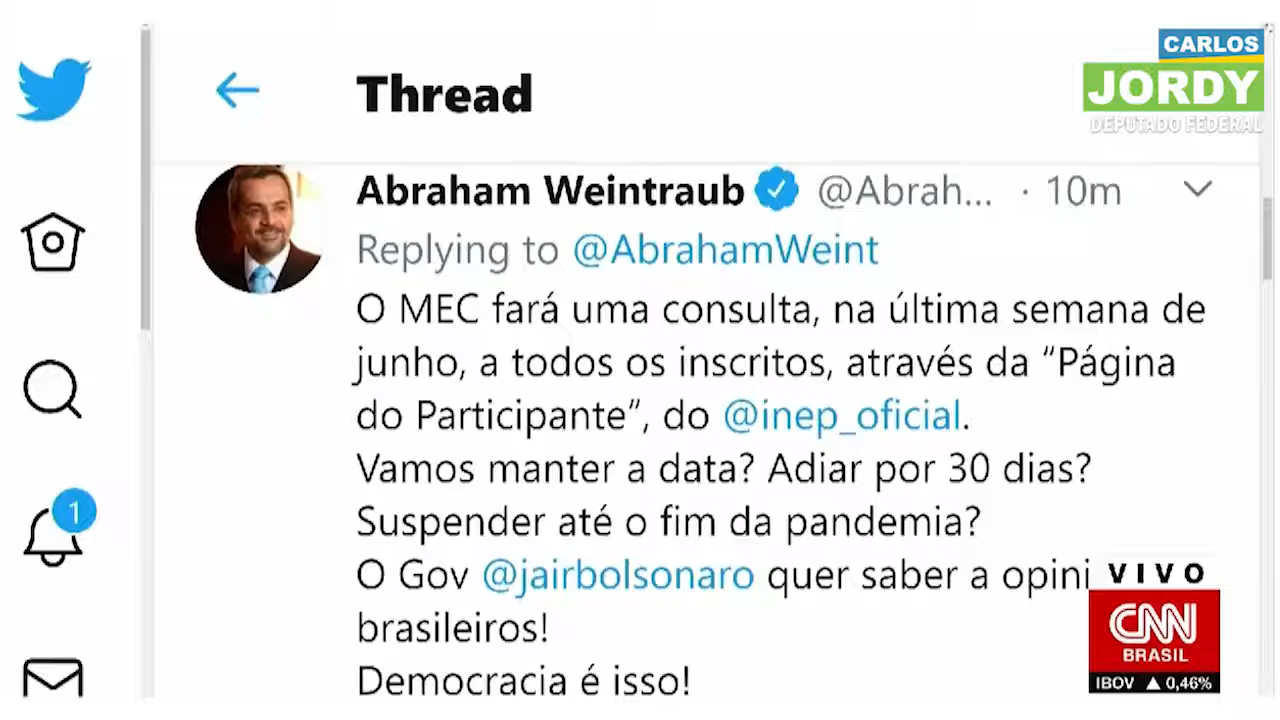 CARLOS
JORDY
DEPUTADO FEDERAL
Thread
Abraham Weintraub @Abrah... · 10m
Replying to @AbrahamWeint
O MEC fará uma consulta, na última semana de
junho, a todos os inscritos, através da “Página
do Participante”, do @inep_oficial.
Vamos manter a data? Adiar por 30 dias?
Suspender até o fim da pandemia?
O Gov @jairbolsonaro quer saber a opini
brasileiros!
Democracia é isso!
1
VIVO
CNN
BRASIL
IBOV ▲ 0,46%